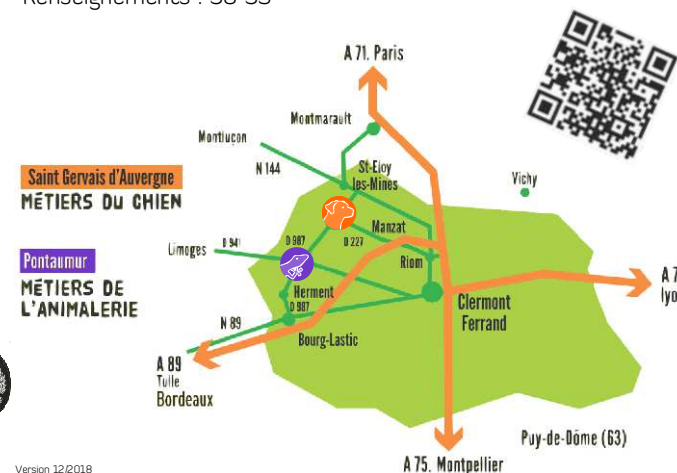 A 71. Paris
Montmarault
Montluçon
N 144
St-Eloy
les-Mines
Vichy
Saint Gervais d'Auvergne
MÉTIERS DU CHIEN
Manzat
D 987
D 227
Limoges
D 941
Riom
Pontaumur
MÉTIERS DE
L'ANIMALERIE
Herment
D 987
Clermont
Ferrand
N 89
Bourg-Lastic
A 89
Tulle
Bordeaux
Puy-de-Dôme (63)
A 75. Montpellier
Version 12/2018